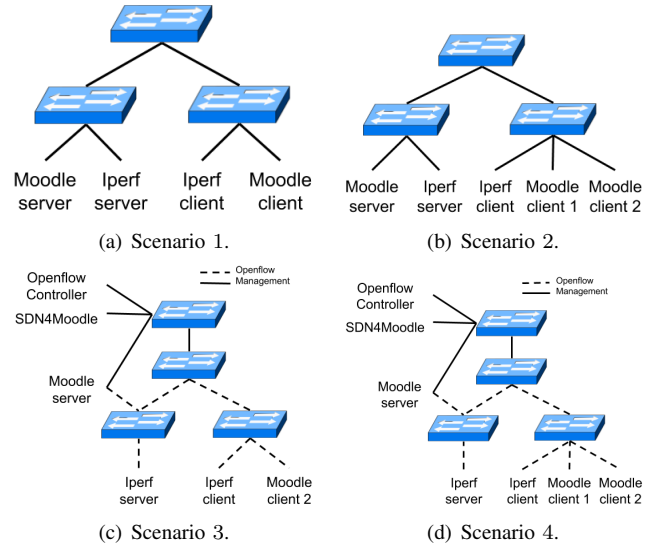 Moodle server
Iperf server
Iperf client
Moodle client
(a) Scenario 1.
Moodle server
Iperf server
Iperf client
Moodle client 1
Moodle client 2
(b) Scenario 2.
Openflow
Management
Openflow Controller
SDN4Moodle
Moodle server
Iperf server
Iperf client
Moodle client 2
(c) Scenario 3.
Openflow
Management
Openflow Controller
SDN4Moodle
Moodle server
Iperf server
Iperf client
Moodle client 1
Moodle client 2
(d) Scenario 4.